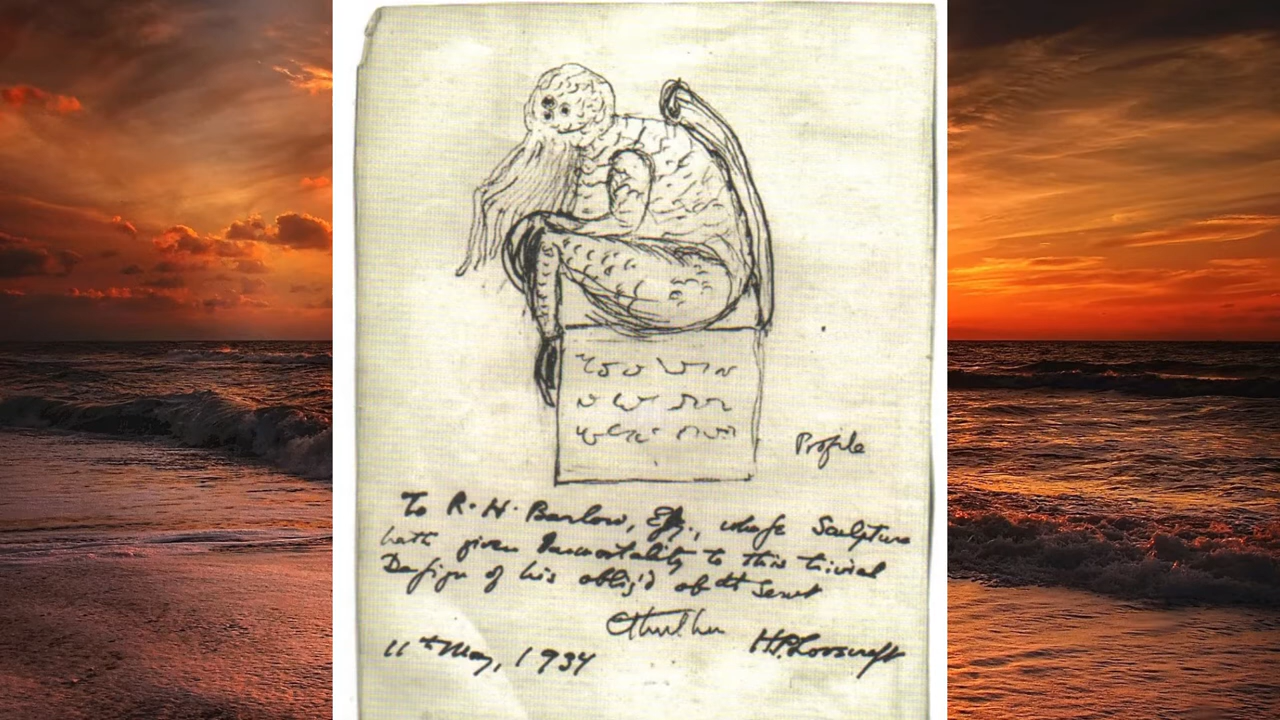 Profile
To R. H. Barlow, Eſq., whoſe Sculpture
hath given Immortality to this trivial
Deſign of his oblig'd obdt Servt
Cthulhu
H.P. Lovecraft
11th May, 1934